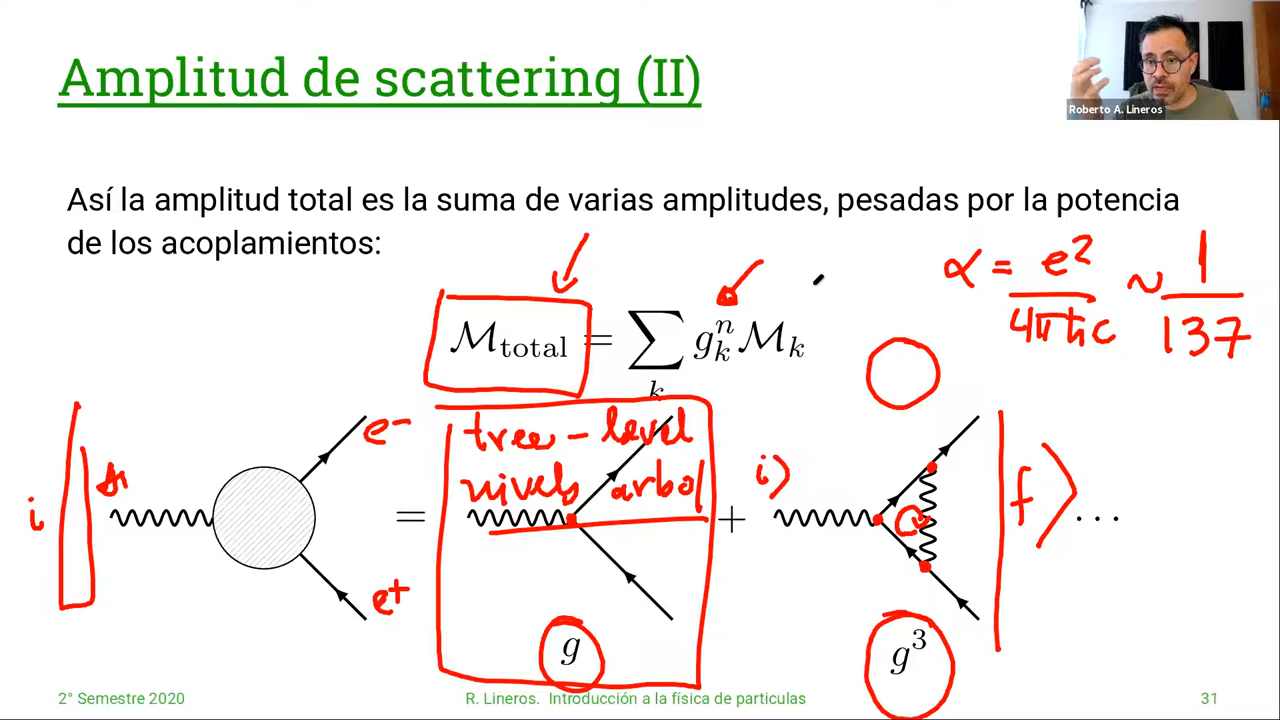 Amplitud de scattering (II)
Roberto A. Lineros
Así la amplitud total es la suma de varias amplitudes, pesadas por la potencia
de los acoplamientos:
α = e² / 4πħc ~ 1 / 137
M_total = ∑_k g_k^n M_k
e-
tree-level
nivel
arbol
i)
i
=
+
f
...
e+
g
g³
2° Semestre 2020
R. Lineros. Introducción a la física de particulas
31